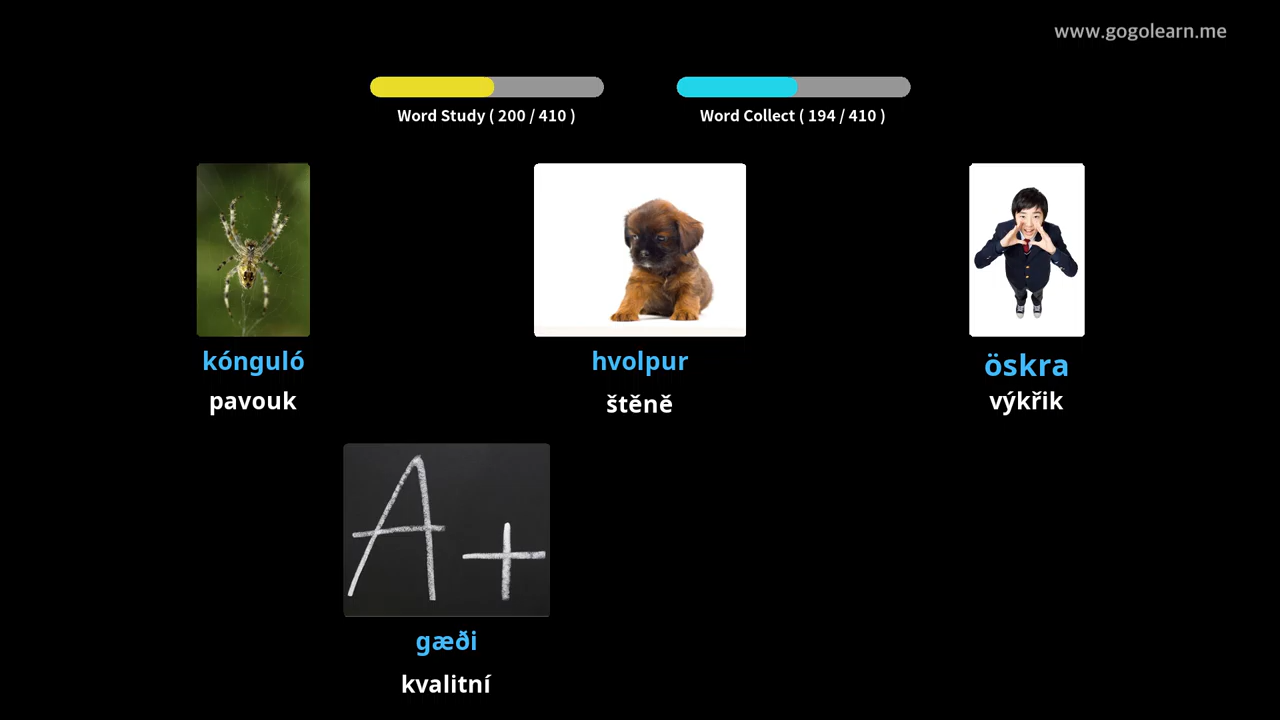 www.gogolearn.me
Word Study ( 200 / 410 )
Word Collect ( 194 / 410 )
kónguló
hvolpur
öskra
pavouk
štěně
výkřik
A+
gæði
kvalitní